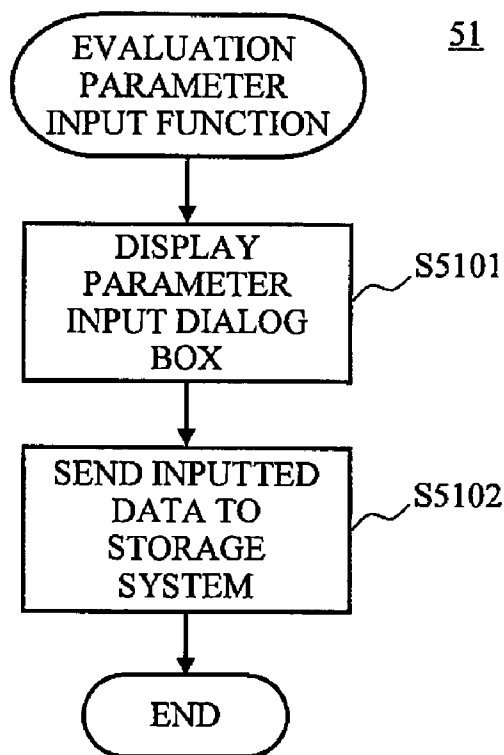 51
EVALUATION
PARAMETER
INPUT FUNCTION
DISPLAY
PARAMETER
INPUT DIALOG
BOX
S5101
SEND INPUTTED
DATA TO
STORAGE
SYSTEM
S5102
END